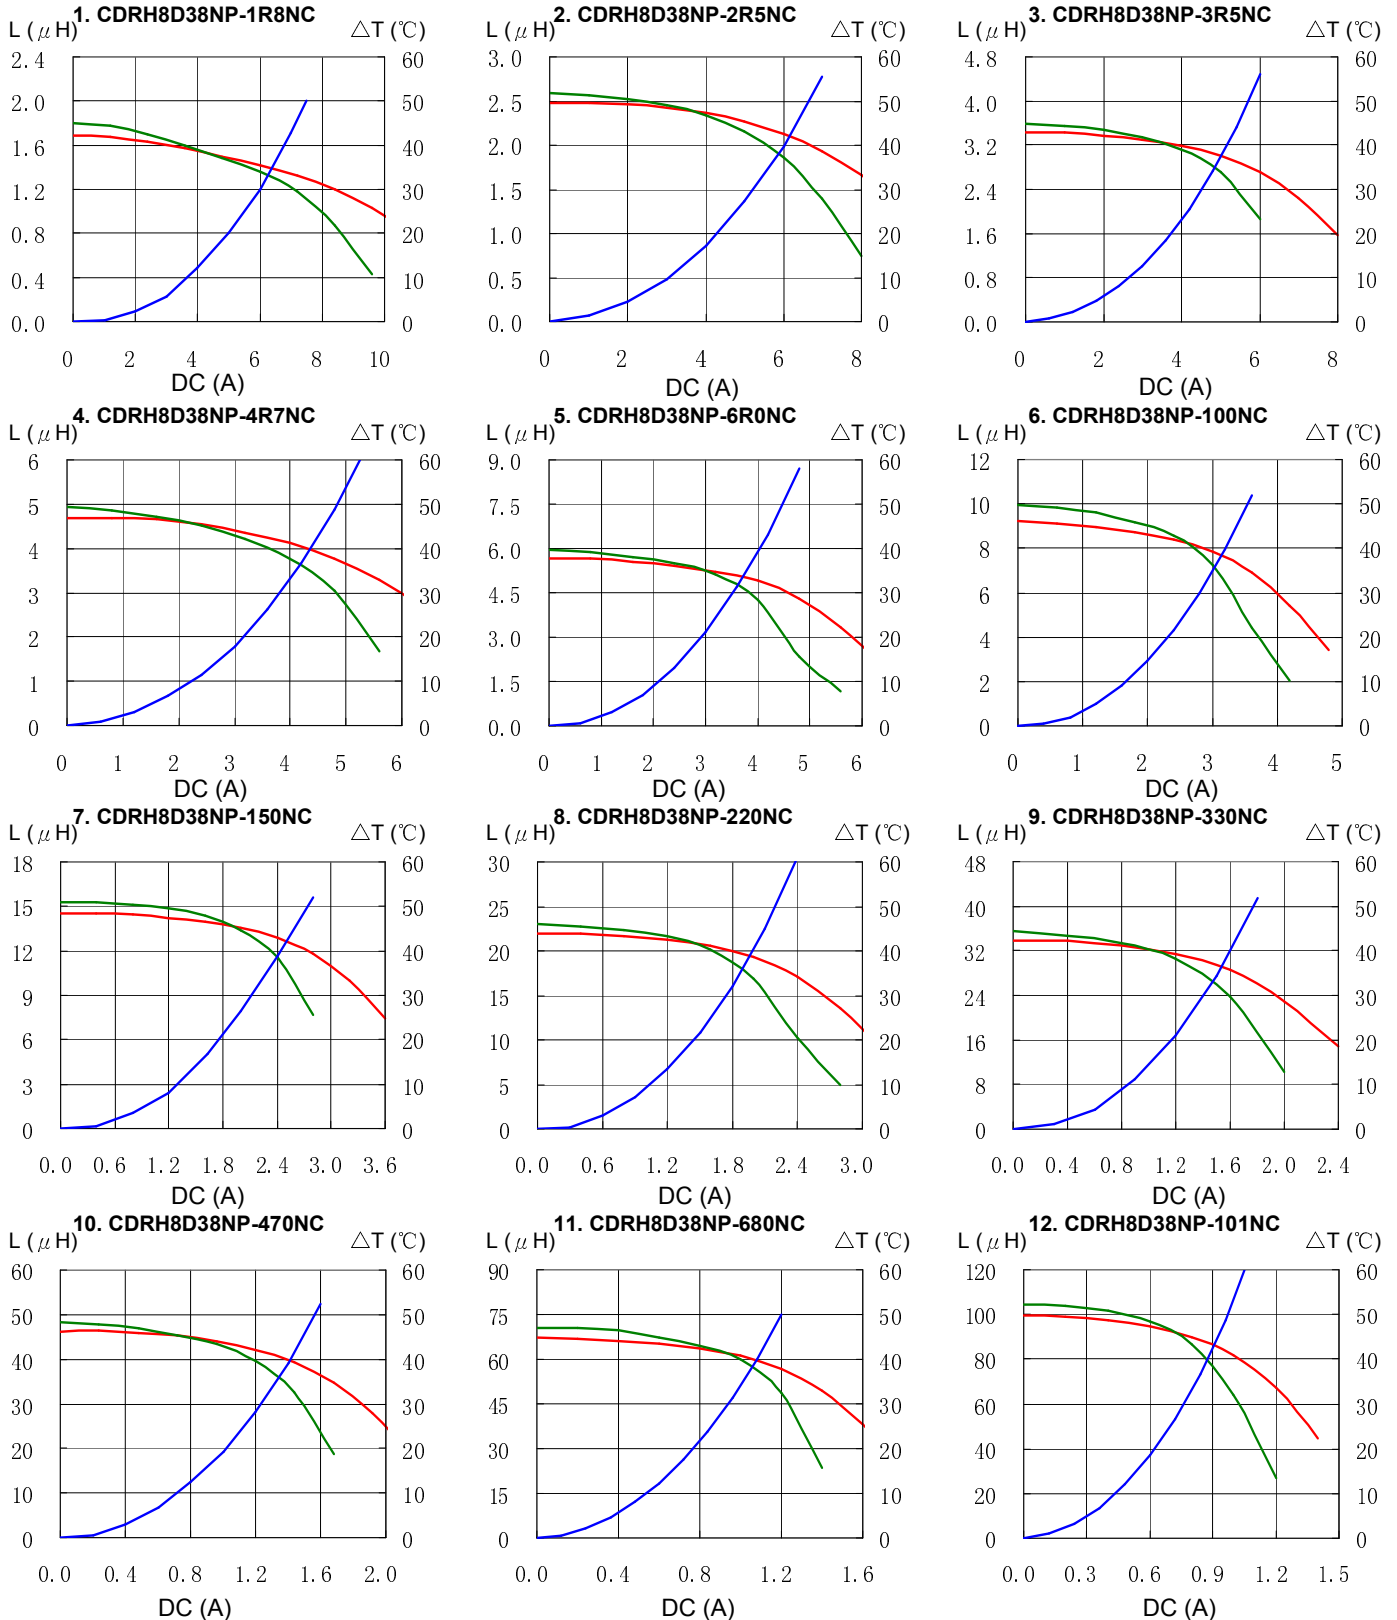 1. CDRH8D38NP-1R8NC
L (μH) △T (℃)
2.4 60
2.0 50
1.6 40
1.2 30
0.8 20
0.4 10
0.0 0
0 2 4 6 8 10
DC (A)
2. CDRH8D38NP-2R5NC
L (μH) △T (℃)
3.0 60
2.5 50
2.0 40
1.5 30
1.0 20
0.5 10
0.0 0
0 2 4 6 8
DC (A)
3. CDRH8D38NP-3R5NC
L (μH) △T (℃)
4.8 60
4.0 50
3.2 40
2.4 30
1.6 20
0.8 10
0.0 0
0 2 4 6 8
DC (A)
4. CDRH8D38NP-4R7NC
L (μH) △T (℃)
6 60
5 50
4 40
3 30
2 20
1 10
0 0
0 1 2 3 4 5 6
DC (A)
5. CDRH8D38NP-6R0NC
L (μH) △T (℃)
9.0 60
7.5 50
6.0 40
4.5 30
3.0 20
1.5 10
0.0 0
0 1 2 3 4 5 6
DC (A)
6. CDRH8D38NP-100NC
L (μH) △T (℃)
12 60
10 50
8 40
6 30
4 20
2 10
0 0
0 1 2 3 4 5
DC (A)
7. CDRH8D38NP-150NC
L (μH) △T (℃)
18 60
15 50
12 40
9 30
6 20
3 10
0 0
0.0 0.6 1.2 1.8 2.4 3.0 3.6
DC (A)
8. CDRH8D38NP-220NC
L (μH) △T (℃)
30 60
25 50
20 40
15 30
10 20
5 10
0 0
0.0 0.6 1.2 1.8 2.4 3.0
DC (A)
9. CDRH8D38NP-330NC
L (μH) △T (℃)
48 60
40 50
32 40
24 30
16 20
8 10
0 0
0.0 0.4 0.8 1.2 1.6 2.0 2.4
DC (A)
10. CDRH8D38NP-470NC
L (μH) △T (℃)
60 60
50 50
40 40
30 30
20 20
10 10
0 0
0.0 0.4 0.8 1.2 1.6 2.0
DC (A)
11. CDRH8D38NP-680NC
L (μH) △T (℃)
90 60
75 50
60 40
45 30
30 20
15 10
0 0
0.0 0.4 0.8 1.2 1.6
DC (A)
12. CDRH8D38NP-101NC
L (μH) △T (℃)
120 60
100 50
80 40
60 30
40 20
20 10
0 0
0.0 0.3 0.6 0.9 1.2 1.5
DC (A)